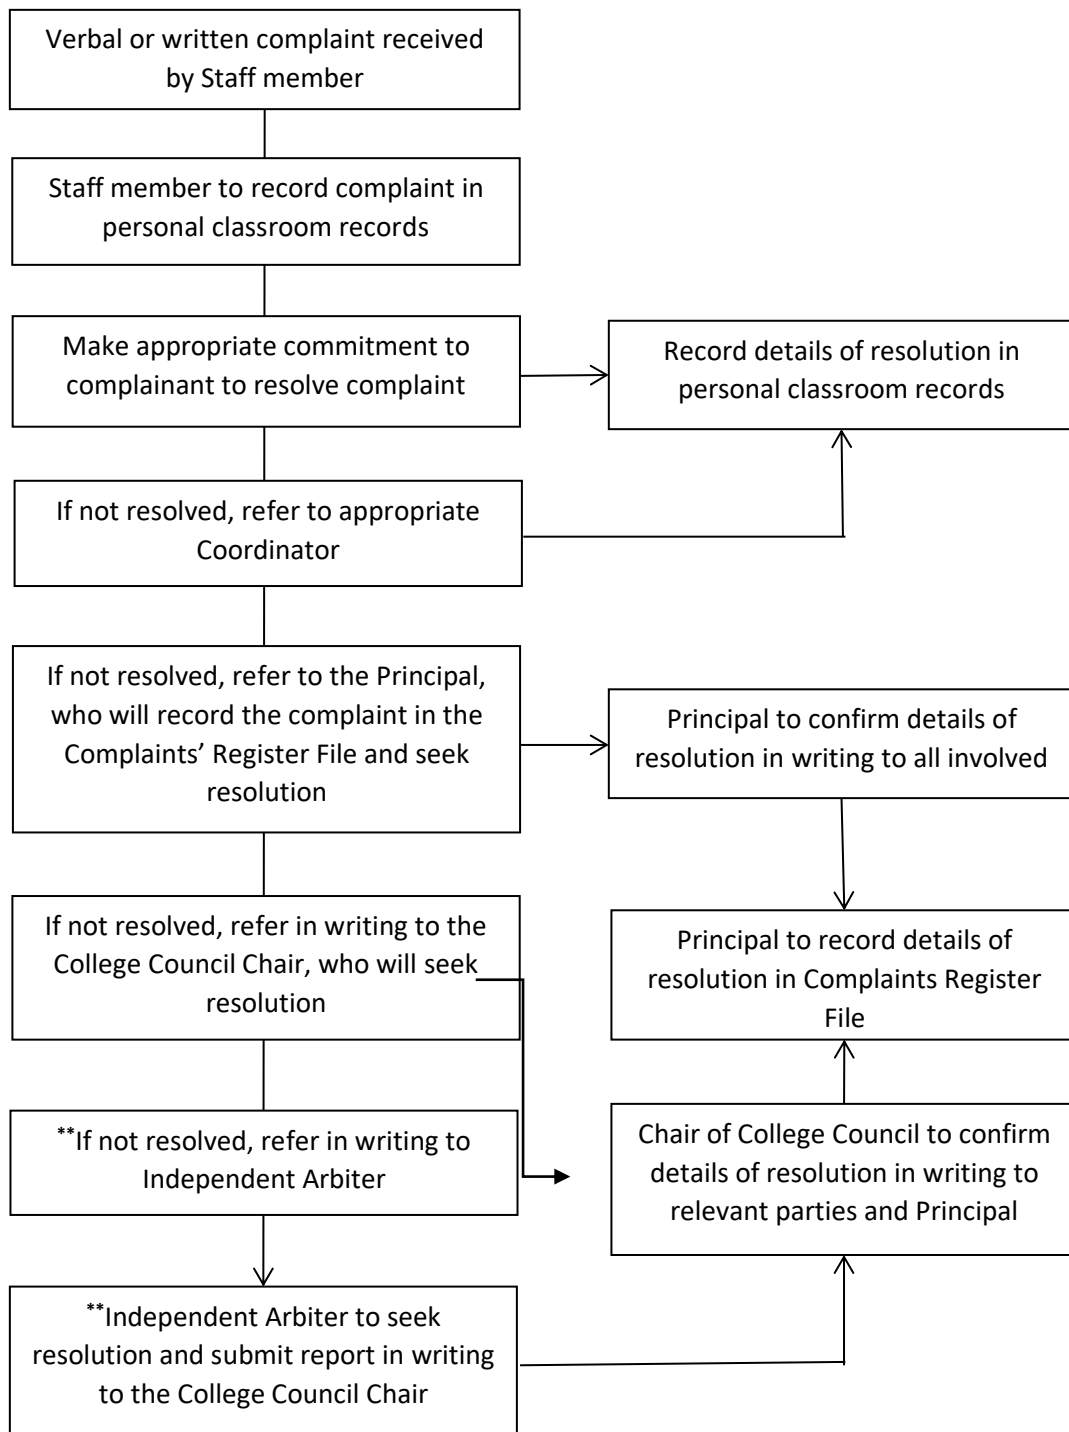 Verbal or written complaint received
by Staff member
Staff member to record complaint in
personal classroom records
Make appropriate commitment to
complainant to resolve complaint
Record details of resolution in
personal classroom records
If not resolved, refer to appropriate
Coordinator
If not resolved, refer to the Principal,
who will record the complaint in the
Complaints’ Register File and seek
resolution
Principal to confirm details of
resolution in writing to all involved
If not resolved, refer in writing to the
College Council Chair, who will seek
resolution
Principal to record details of
resolution in Complaints Register
File
**If not resolved, refer in writing to
Independent Arbiter
Chair of College Council to confirm
details of resolution in writing to
relevant parties and Principal
**Independent Arbiter to seek
resolution and submit report in writing
to the College Council Chair